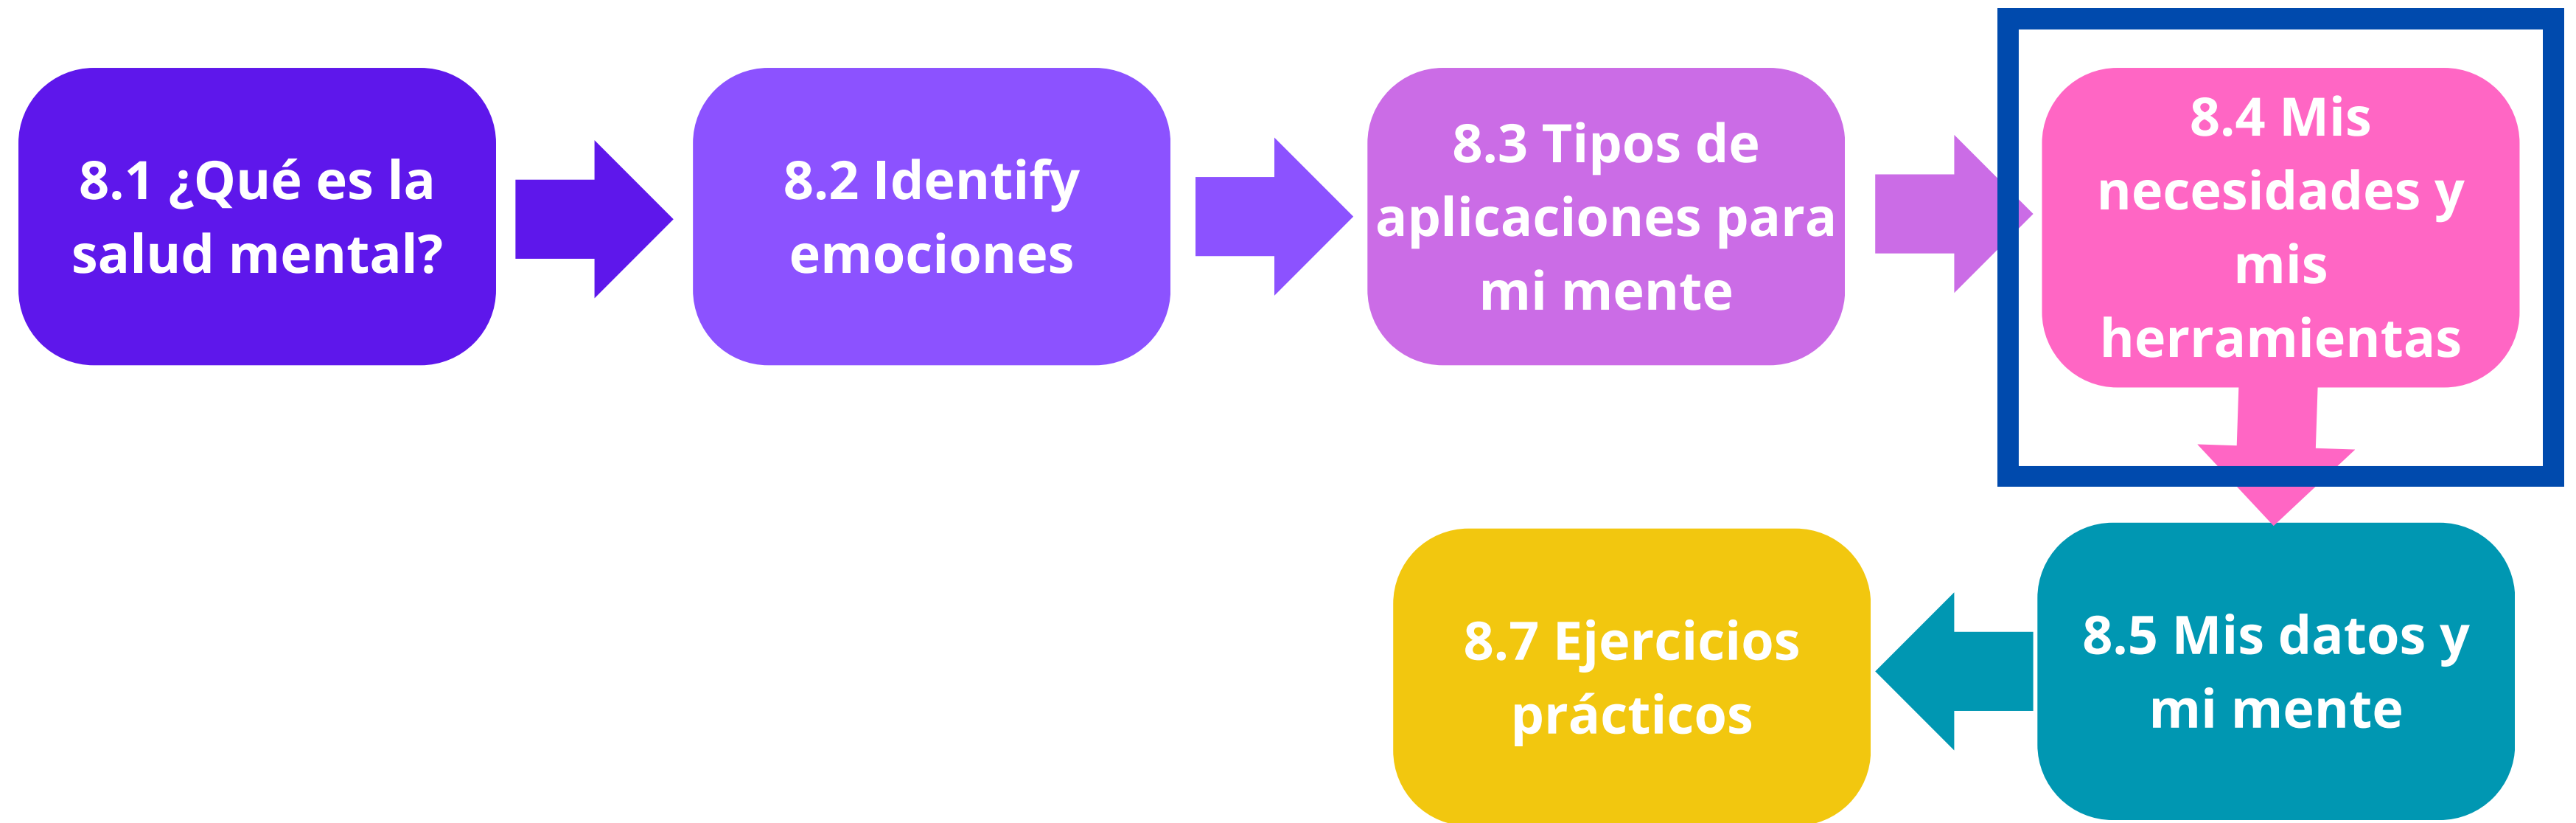 8.1 ¿Qué es la
salud mental?
8.2 Identify
emociones
8.3 Tipos de
aplicaciones para
mi mente
8.4 Mis
necesidades y
mis
herramientas
8.5 Mis datos y
mi mente
8.7 Ejercicios
prácticos